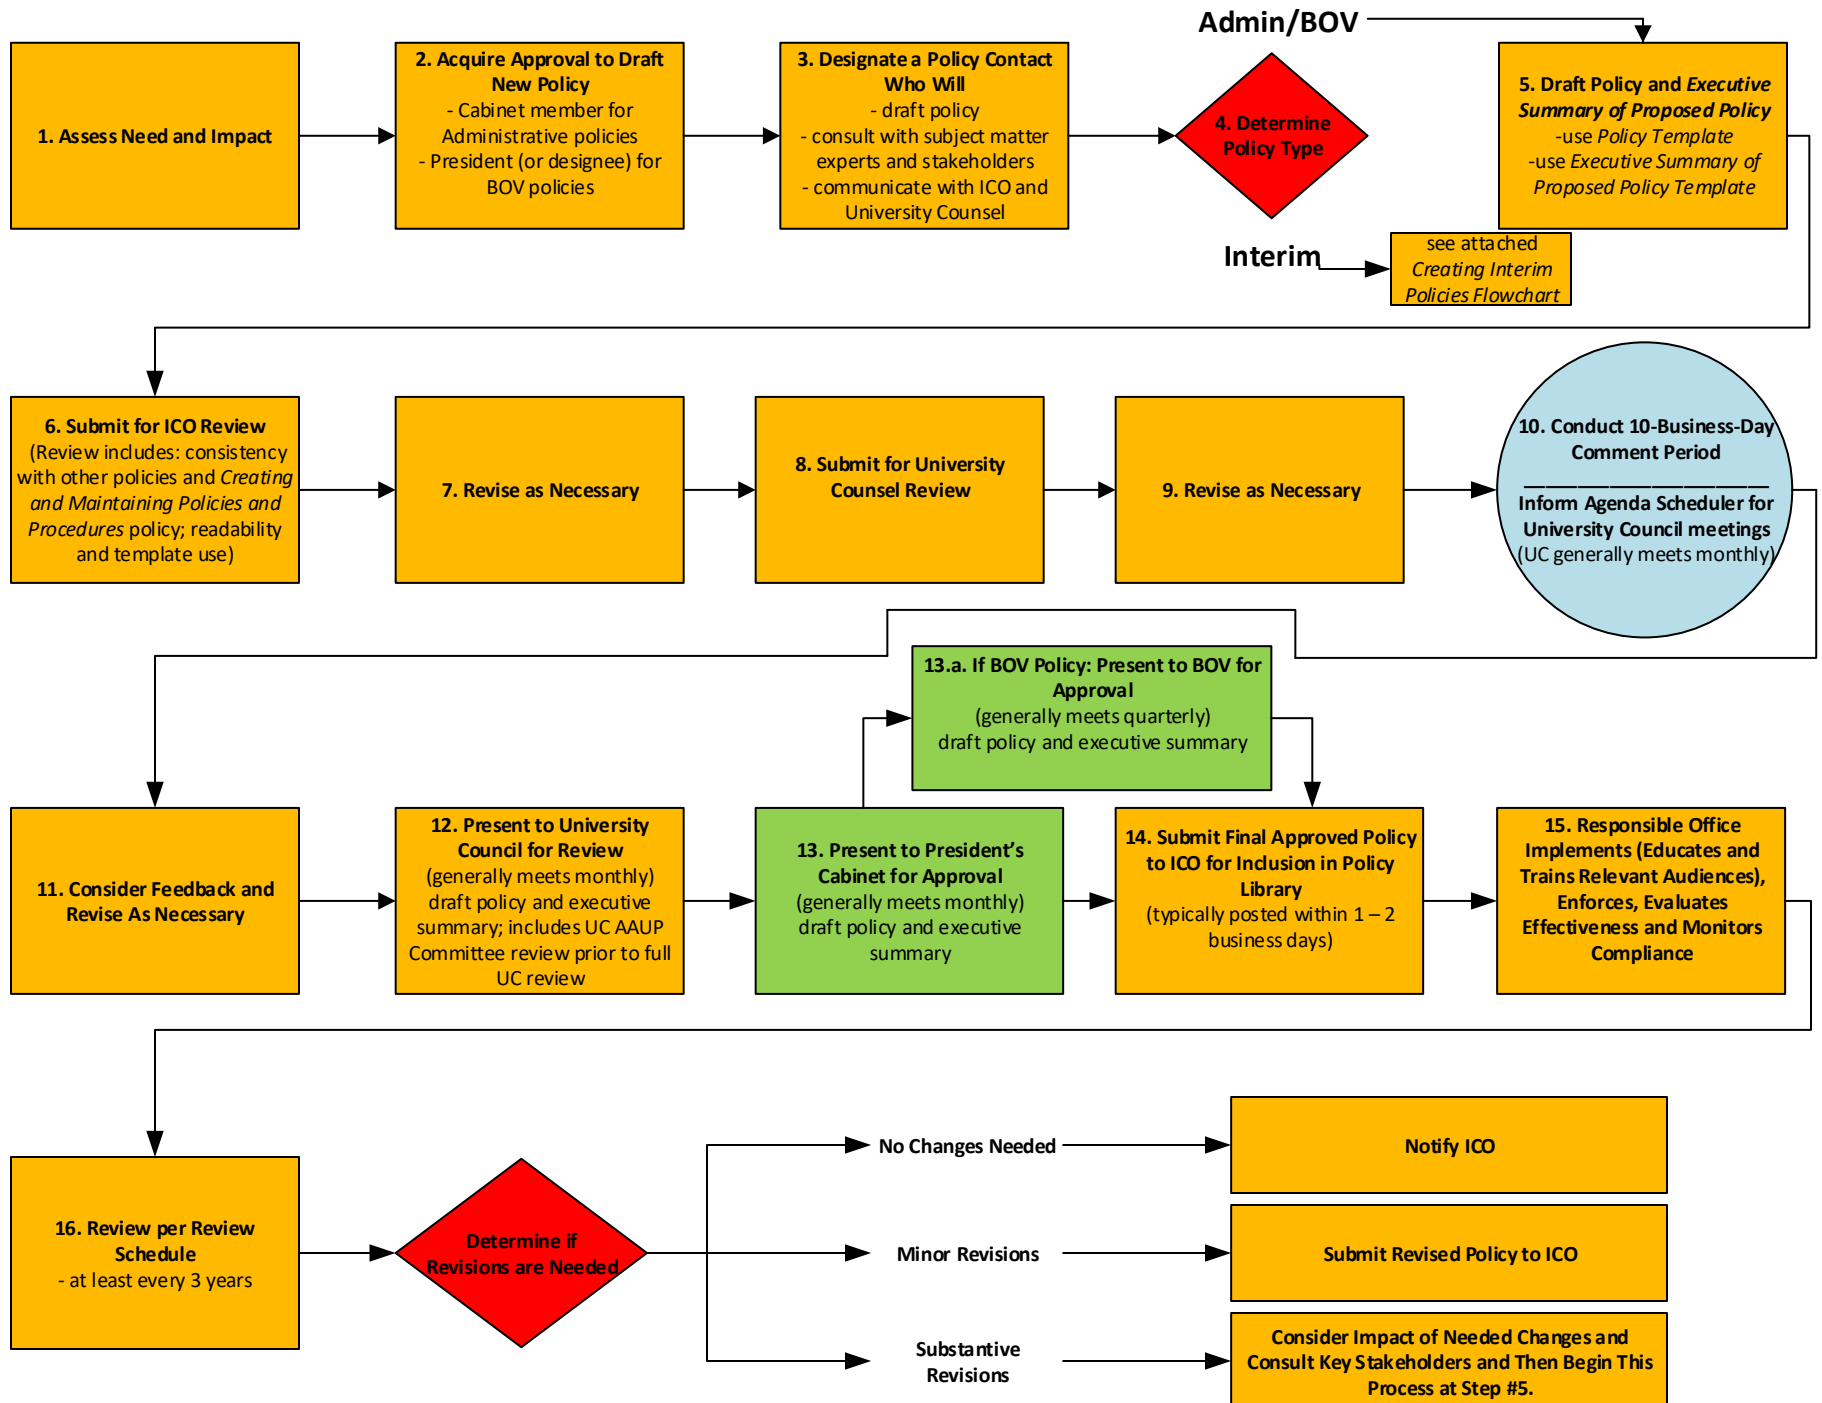 Admin/BOV
1. Assess Need and Impact
2. Acquire Approval to Draft
New Policy
- Cabinet member for
Administrative policies
- President (or designee) for
BOV policies
3. Designate a Policy Contact
Who Will
- draft policy
- consult with subject matter
experts and stakeholders
- communicate with ICO and
University Counsel
4. Determine
Policy Type
5. Draft Policy and Executive
Summary of Proposed Policy
-use Policy Template
-use Executive Summary of
Proposed Policy Template
Interim
see attached
Creating Interim
Policies Flowchart
6. Submit for ICO Review
(Review includes: consistency
with other policies and Creating
and Maintaining Policies and
Procedures policy; readability
and template use)
7. Revise as Necessary
8. Submit for University
Counsel Review
9. Revise as Necessary
10. Conduct 10-Business-Day
Comment Period
Inform Agenda Scheduler for
University Council meetings
(UC generally meets monthly)
13.a. If BOV Policy: Present to BOV for
Approval
(generally meets quarterly)
draft policy and executive summary
11. Consider Feedback and
Revise As Necessary
12. Present to University
Council for Review
(generally meets monthly)
draft policy and executive
summary; includes UC AAUP
Committee review prior to full
UC review
13. Present to President’s
Cabinet for Approval
(generally meets monthly)
draft policy and executive
summary
14. Submit Final Approved Policy
to ICO for Inclusion in Policy
Library
(typically posted within 1 – 2
business days)
15. Responsible Office
Implements (Educates and
Trains Relevant Audiences),
Enforces, Evaluates
Effectiveness and Monitors
Compliance
16. Review per Review
Schedule
- at least every 3 years
Determine if
Revisions are Needed
No Changes Needed
Notify ICO
Minor Revisions
Submit Revised Policy to ICO
Substantive
Revisions
Consider Impact of Needed Changes and
Consult Key Stakeholders and Then Begin This
Process at Step #5.